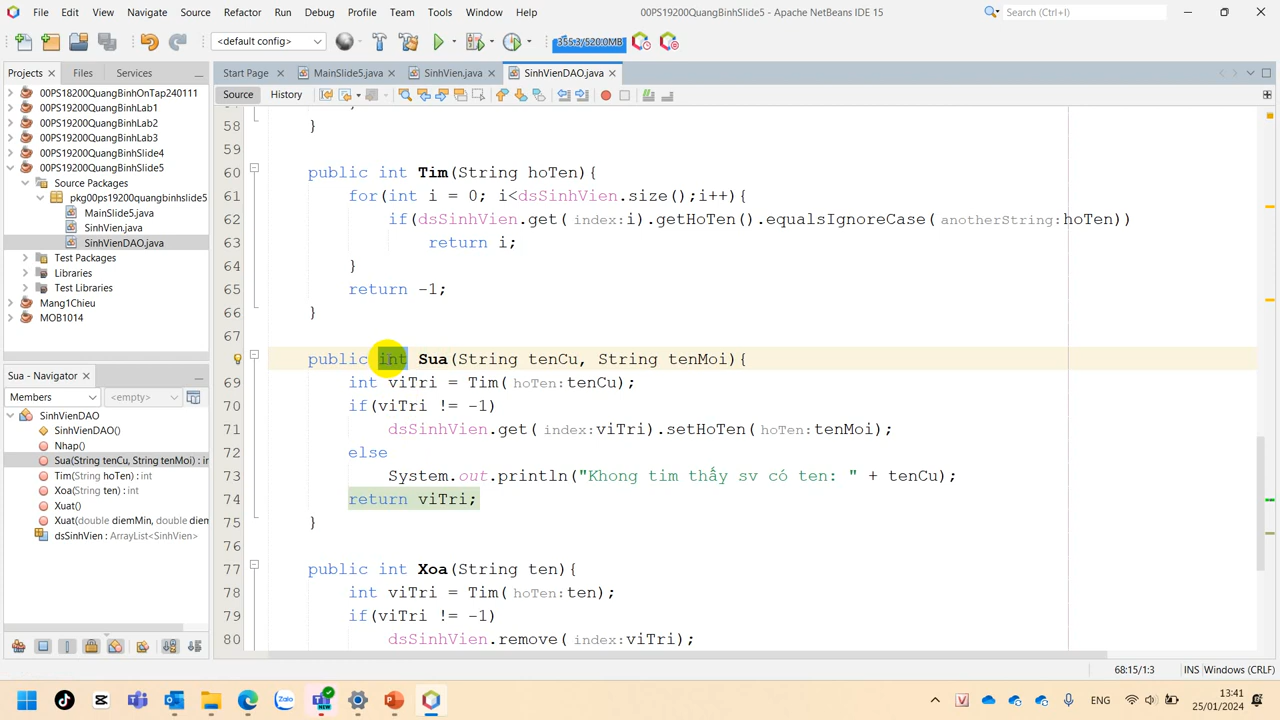 File Edit View Navigate Source Refactor Run Debug Profile Team Tools Window Help 00PS19200QuangBinhSlide5 - Apache NetBeans IDE 15 Search (Ctrl+I)
<default config> 355.3/520.0MB
Projects Files Services
Start Page MainSlide5.java SinhVien.java SinhVienDAO.java
Source History
00PS18200QuangBinhOnTap240111
00PS19200QuangBinhLab1
00PS19200QuangBinhLab2
00PS19200QuangBinhLab3
00PS19200QuangBinhSlide4
00PS19200QuangBinhSlide5
Source Packages
pkg00ps19200quangbinhslide5
MainSlide5.java
SinhVien.java
SinhVienDAO.java
Test Packages
Libraries
Test Libraries
Mang1Chieu
MOB1014
Sua - Navigator
Members <empty>
SinhVienDAO
SinhVienDAO()
Nhap()
Sua(String tenCu, String tenMoi) : in
Tim(String hoTen) : int
Xoa(String ten) : int
Xuat()
Xuat(double diemMin, double diem
dsSinhVien : ArrayList<SinhVien>
58 }
59
60 public int Tim(String hoTen){
61 for(int i = 0; i<dsSinhVien.size();i++){
62 if(dsSinhVien.get(index:i).getHoTen().equalsIgnoreCase(anotherString:hoTen))
63 return i;
64 }
65 return -1;
66 }
67
public int Sua(String tenCu, String tenMoi){
69 int viTri = Tim(hoTen:tenCu);
70 if(viTri != -1)
71 dsSinhVien.get(index:viTri).setHoTen(hoTen:tenMoi);
72 else
73 System.out.println("Khong tim thấy sv có ten: " + tenCu);
74 return viTri;
75 }
76
77 public int Xoa(String ten){
78 int viTri = Tim(hoTen:ten);
79 if(viTri != -1)
80 dsSinhVien.remove(index:viTri);
68:15/1:3 INS Windows (CRLF)
Zalo NEW ENG 13:41
25/01/2024